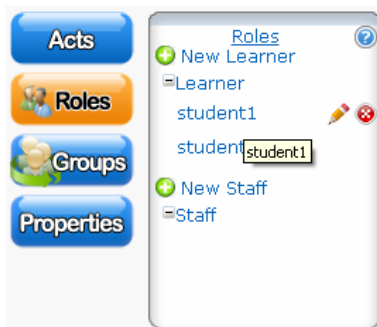 Acts
Roles
Groups
Properties
Roles
New Learner
Learner
student1
student
student1
New Staff
Staff